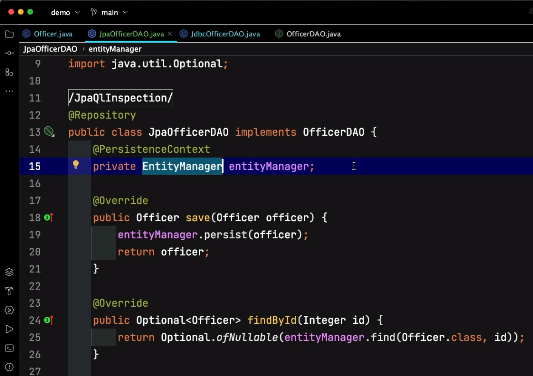 demo main
Officer.java JpaOfficerDAO.java JdbcOfficerDAO.java OfficerDAO.java
JpaOfficerDAO entityManager
9 import java.util.Optional;
10
11 /JpaQlInspection/
12 @Repository
13 public class JpaOfficerDAO implements OfficerDAO {
14 @PersistenceContext
15 private EntityManager entityManager;
16
17 @Override
18 public Officer save(Officer officer) {
19 entityManager.persist(officer);
20 return officer;
21 }
22
23 @Override
24 public Optional<Officer> findById(Integer id) {
25 return Optional.ofNullable(entityManager.find(Officer.class, id));
26 }
27